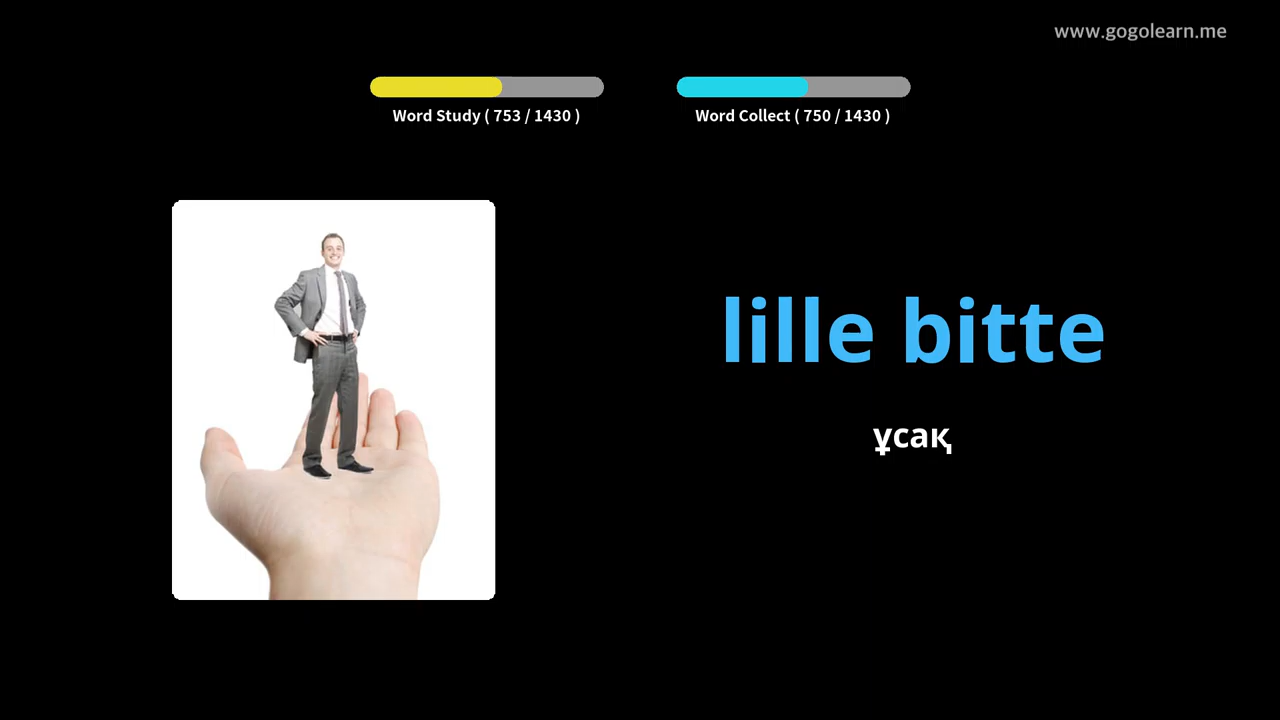 www.gogolearn.me
Word Study ( 753 / 1430 )
Word Collect ( 750 / 1430 )
lille bitte
ұсақ